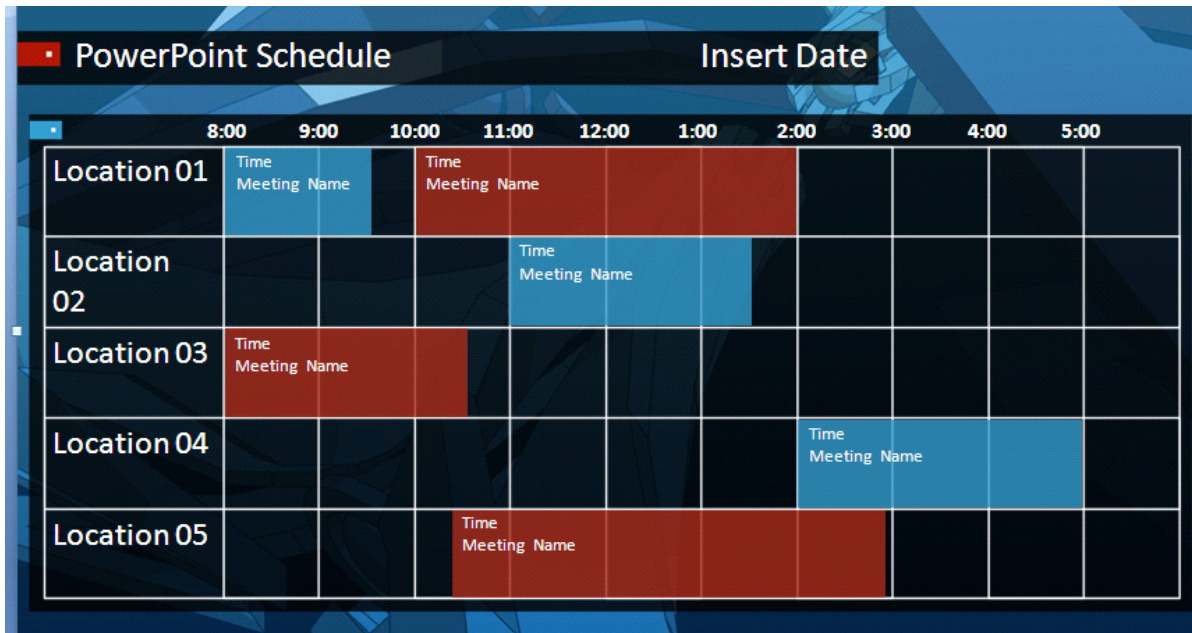 PowerPoint Schedule Insert Date
8:00 9:00 10:00 11:00 12:00 1:00 2:00 3:00 4:00 5:00
Location 01
Time
Meeting Name
Time
Meeting Name
Location
02
Time
Meeting Name
Location 03
Time
Meeting Name
Location 04
Time
Meeting Name
Location 05
Time
Meeting Name